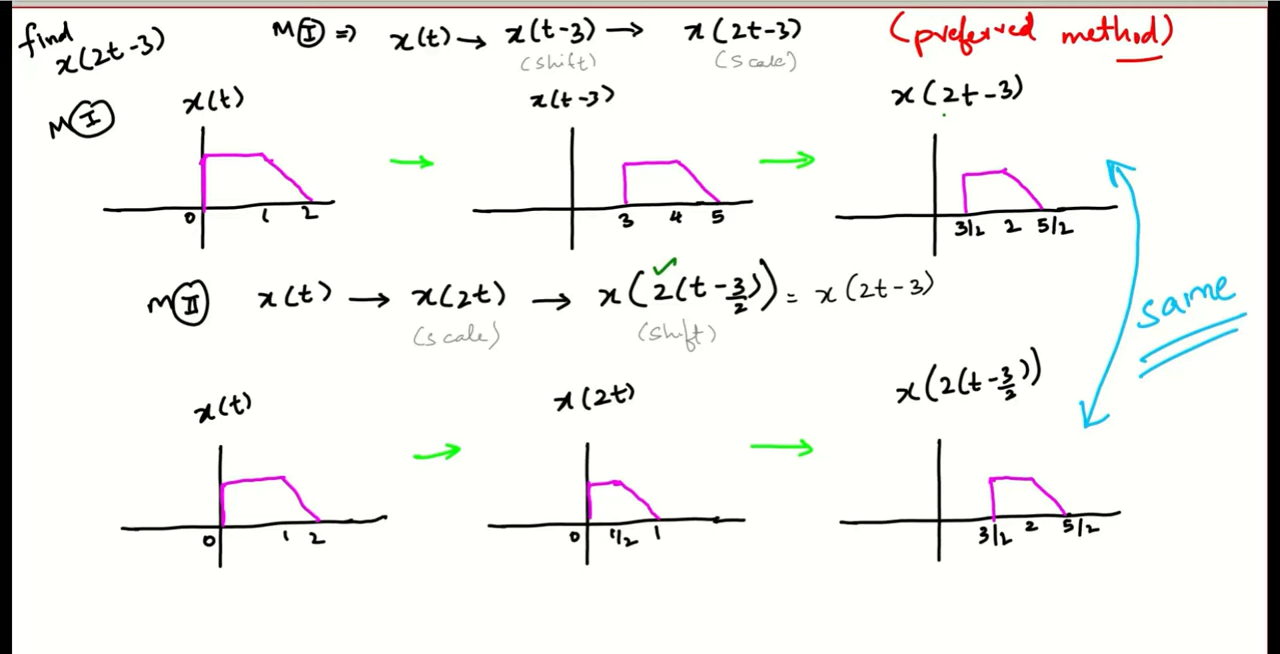 find
x(2t-3)
M I ⇒ x(t) → x(t-3) → x(2t-3)
(shift) (scale)
(preferred method)
M I
x(t) x(t-3) x(2t-3)
0 1 2
3 4 5
3/2 2 5/2
M II x(t) → x(2t) → x(2(t-3/2)) = x(2t-3)
(scale) (shift)
same
x(t) x(2t) x(2(t-3/2))
0 1 2
0 1/2 1
3/2 2 5/2